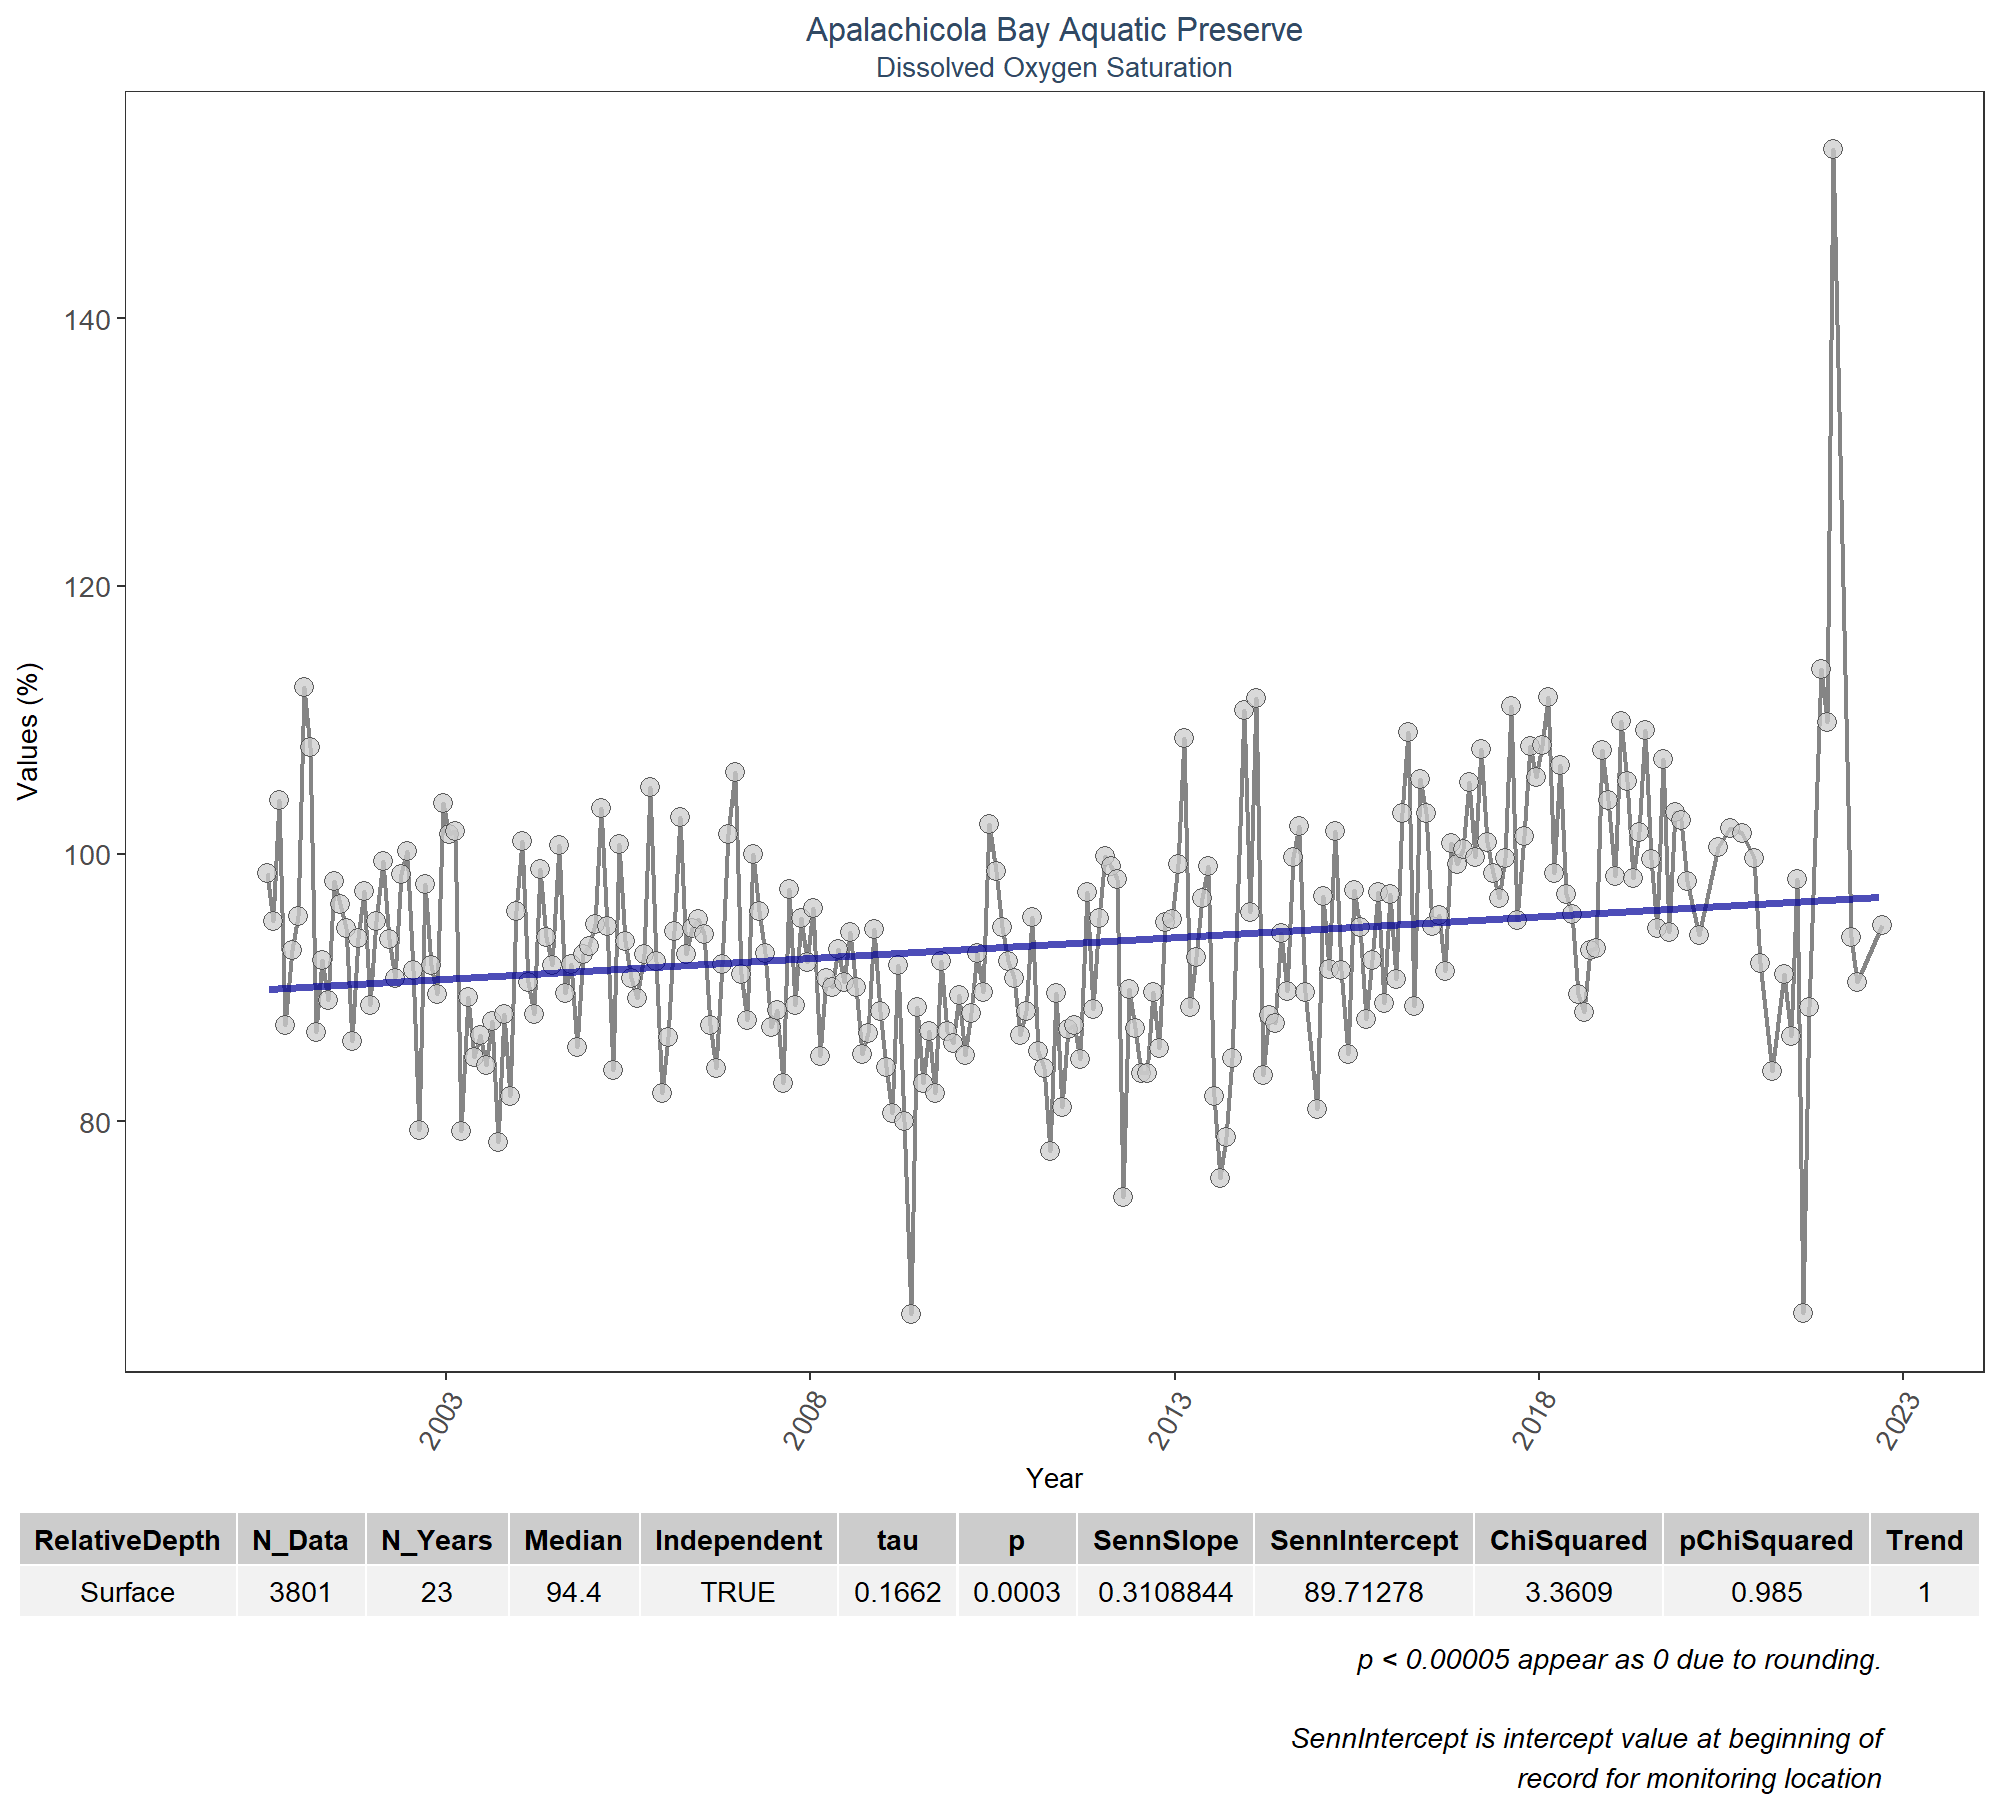 Apalachicola Bay Aquatic Preserve
Dissolved Oxygen Saturation
Values (%)
140
120
100
80
2003
2008
2013
2018
2023
Year
RelativeDepth N_Data N_Years Median Independent tau p SennSlope SennIntercept ChiSquared pChiSquared Trend
Surface 3801 23 94.4 TRUE 0.1662 0.0003 0.3108844 89.71278 3.3609 0.985 1
p < 0.00005 appear as 0 due to rounding.
SennIntercept is intercept value at beginning of
record for monitoring location